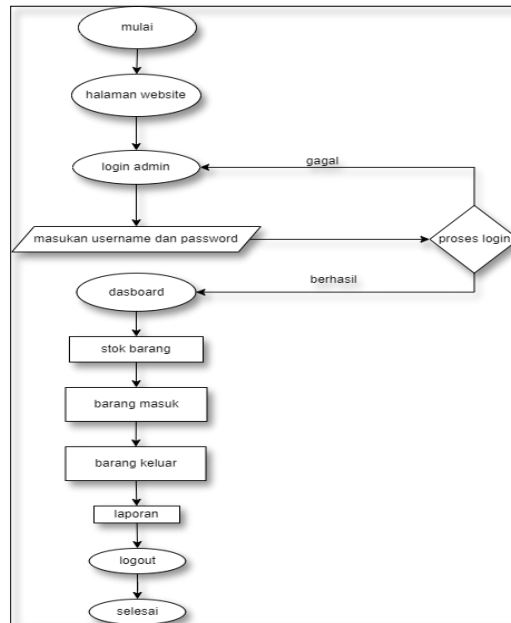 mulai
halaman website
login admin
gagal
masukan username dan password
proses login
berhasil
dasboard
stok barang
barang masuk
barang keluar
laporan
logout
selesai